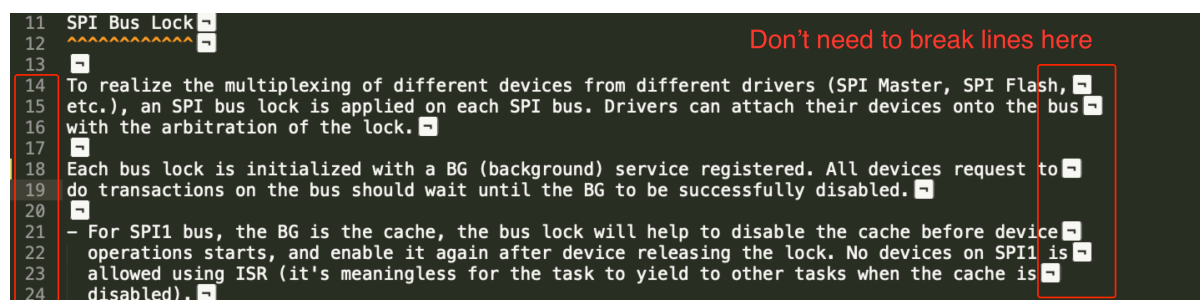 11 SPI Bus Lock¬
12 ^^^^^^^^^^^^¬
Don't need to break lines here
13 ¬
14 To realize the multiplexing of different devices from different drivers (SPI Master, SPI Flash,¬
15 etc.), an SPI bus lock is applied on each SPI bus. Drivers can attach their devices onto the bus¬
16 with the arbitration of the lock.¬
17 ¬
18 Each bus lock is initialized with a BG (background) service registered. All devices request to¬
19 do transactions on the bus should wait until the BG to be successfully disabled.¬
20 ¬
21 - For SPI1 bus, the BG is the cache, the bus lock will help to disable the cache before device¬
22 operations starts, and enable it again after device releasing the lock. No devices on SPI1 is¬
23 allowed using ISR (it's meaningless for the task to yield to other tasks when the cache is¬
24 disabled).¬